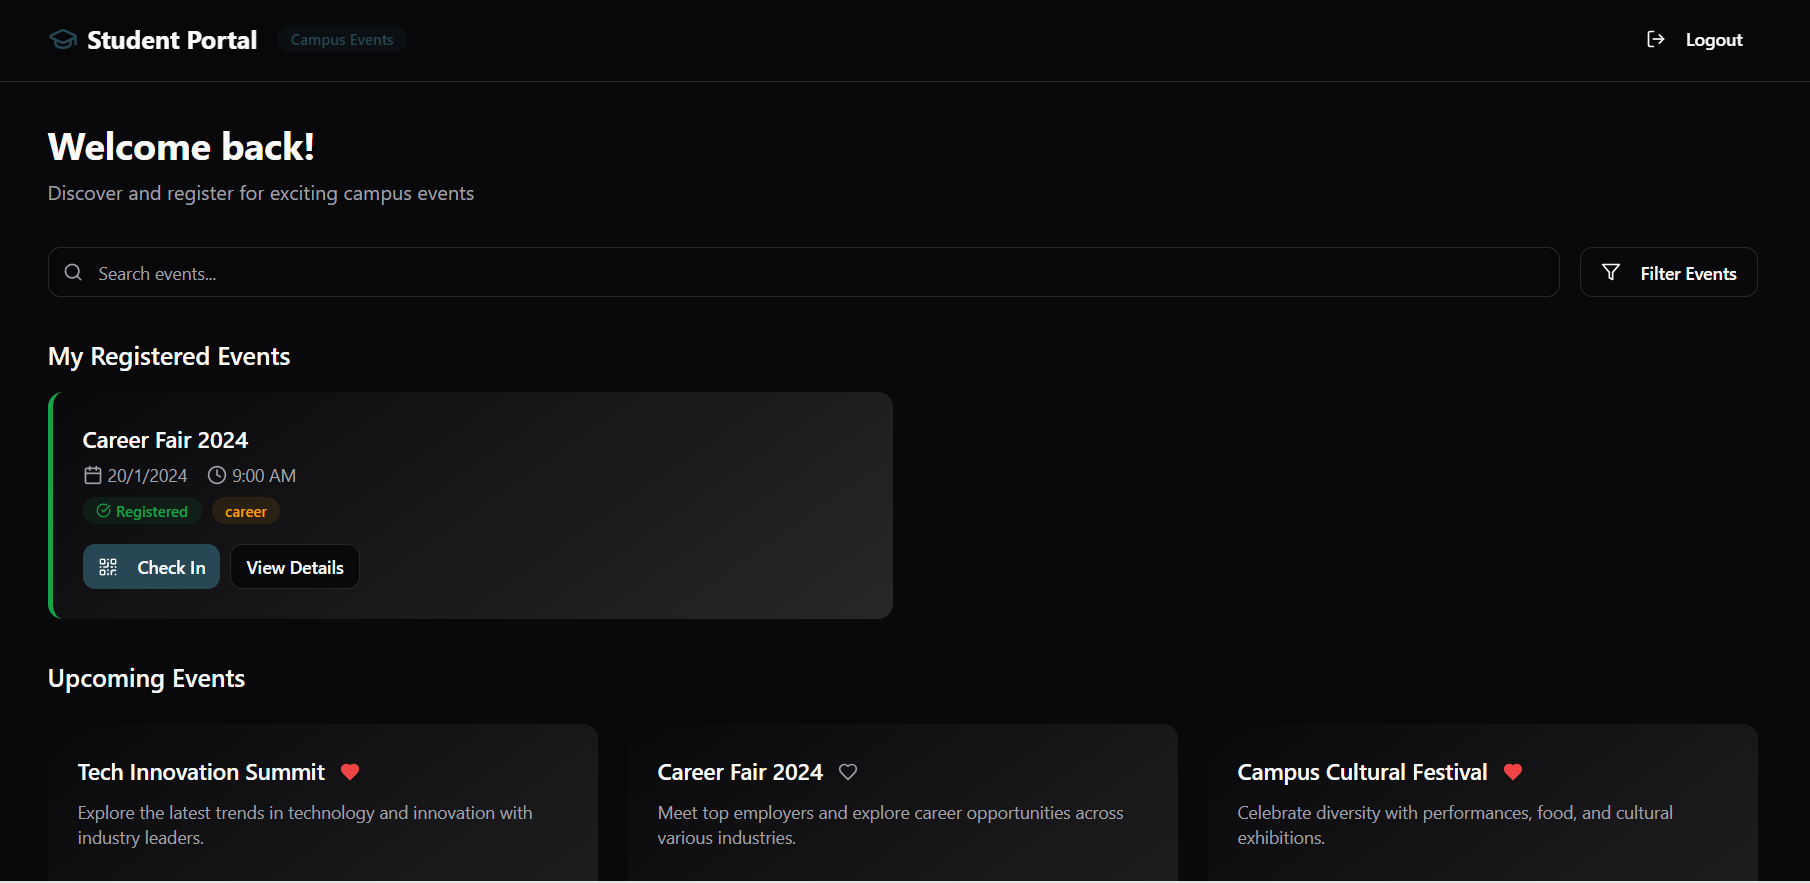 Student Portal
Campus Events
Logout
Welcome back!
Discover and register for exciting campus events
Search events...
Filter Events
My Registered Events
Career Fair 2024
20/1/2024 9:00 AM
Registered career
Check In View Details
Upcoming Events
Tech Innovation Summit
Explore the latest trends in technology and innovation with
industry leaders.
Career Fair 2024
Meet top employers and explore career opportunities across
various industries.
Campus Cultural Festival
Celebrate diversity with performances, food, and cultural
exhibitions.